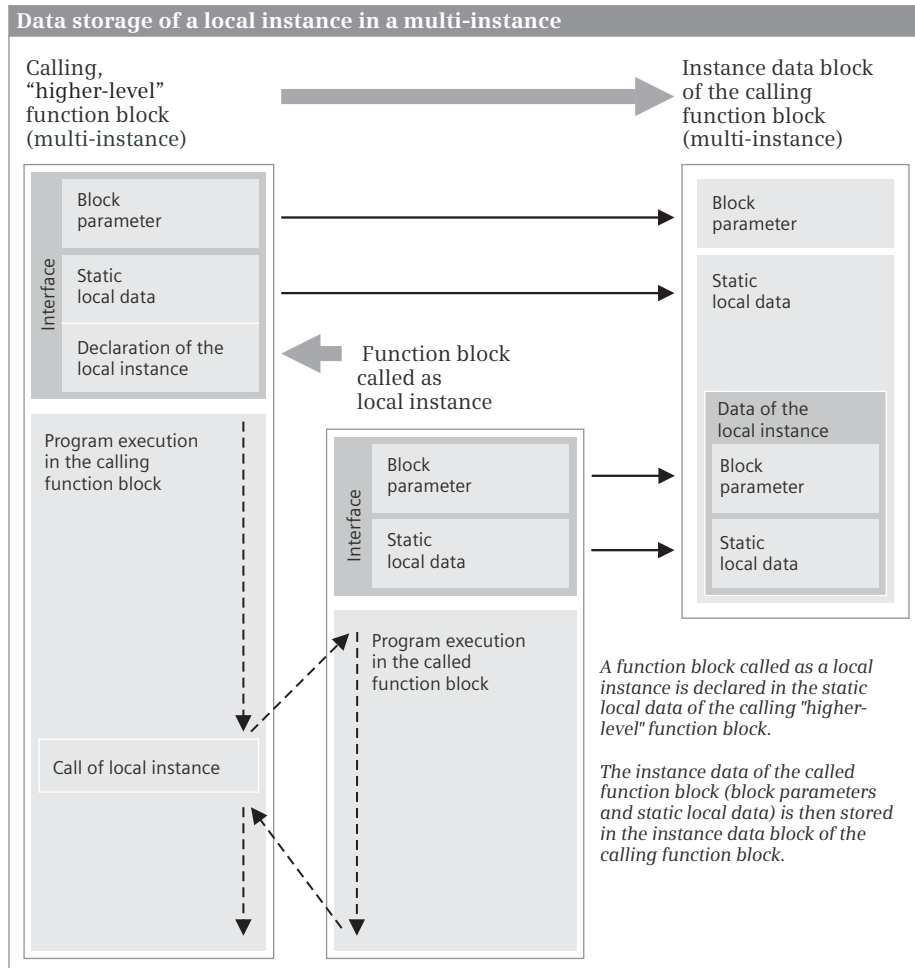 Data storage of a local instance in a multi-instance
Calling,
“higher-level”
function block
(multi-instance)
Instance data block
of the calling
function block
(multi-instance)
Interface
Block
parameter
Static
local data
Declaration of the
local instance
Block
parameter
Static
local data
Function block
called as
local instance
Data of the
local instance
Block
parameter
Static
local data
Program execution
in the calling
function block
Interface
Block
parameter
Static
local data
Program execution
in the called
function block
Call of local instance
A function block called as a local
instance is declared in the static
local data of the calling "higher-
level" function block.
The instance data of the called
function block (block parameters
and static local data) is then stored
in the instance data block of the
calling function block.